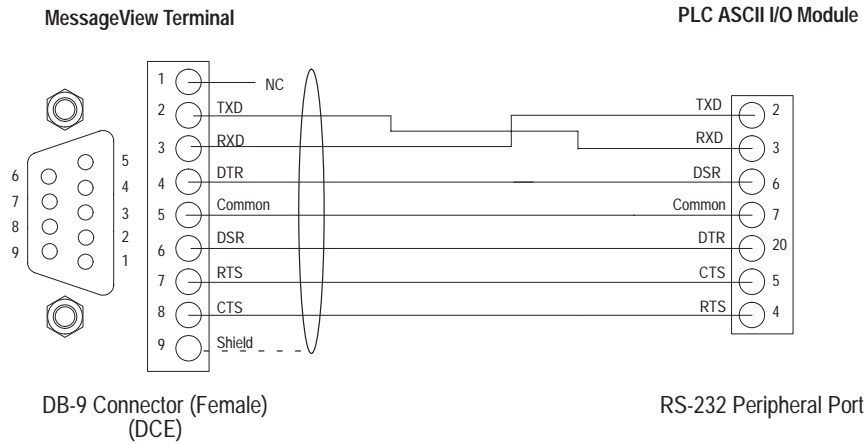 MessageView Terminal
PLC ASCII I/O Module
1 NC
2 TXD TXD 2
3 RXD RXD 3
4 DTR DSR 6
5 Common Common 7
6 DSR DTR 20
7 RTS CTS 5
8 CTS RTS 4
9 Shield
6
7
8
9
5
4
3
2
1
DB-9 Connector (Female)
(DCE)
RS-232 Peripheral Port